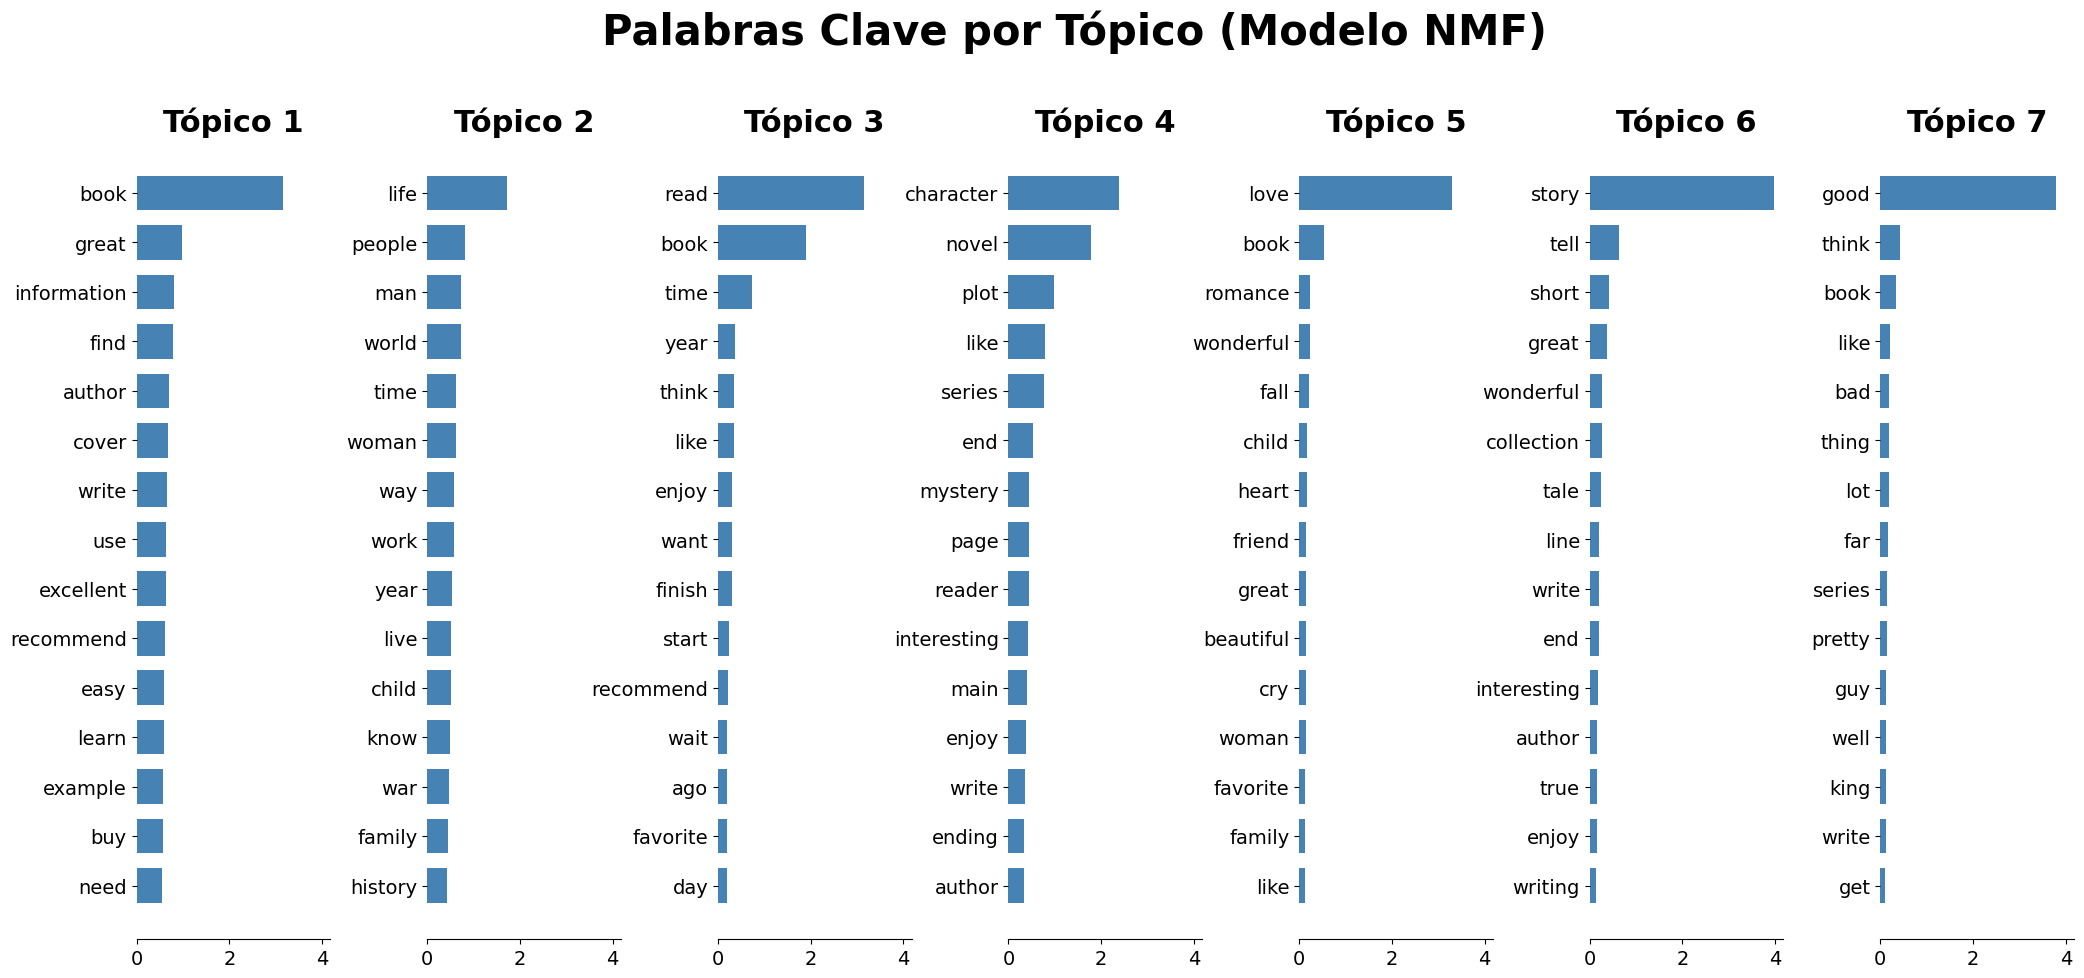 Palabras Clave por Tópico (Modelo NMF)
Tópico 1
book
great
information
find
author
cover
write
use
excellent
recommend
easy
learn
example
buy
need
0 2 4
Tópico 2
life
people
man
world
time
woman
way
work
year
live
child
know
war
family
history
0 2 4
Tópico 3
read
book
time
year
think
like
enjoy
want
finish
start
recommend
wait
ago
favorite
day
0 2 4
Tópico 4
character
novel
plot
like
series
end
mystery
page
reader
interesting
main
enjoy
write
ending
author
0 2 4
Tópico 5
love
book
romance
wonderful
fall
child
heart
friend
great
beautiful
cry
woman
favorite
family
like
0 2 4
Tópico 6
story
tell
short
great
wonderful
collection
tale
line
write
end
interesting
author
true
enjoy
writing
0 2 4
Tópico 7
good
think
book
like
bad
thing
lot
far
series
pretty
guy
well
king
write
get
0 2 4